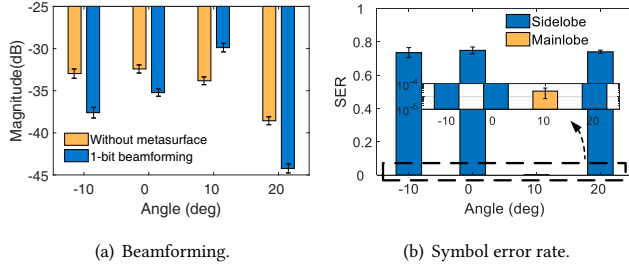 -25
-30
-35
-40
-45
Magnitude(dB)
Without metasurface
1-bit beamforming
-10 0 10 20
Angle (deg)
(a) Beamforming.
1
0.8
0.6
0.4
0.2
0
SER
Sidelobe
Mainlobe
10-4
10-5
-10 0 10 20
-10 0 10 20
Angle (deg)
(b) Symbol error rate.